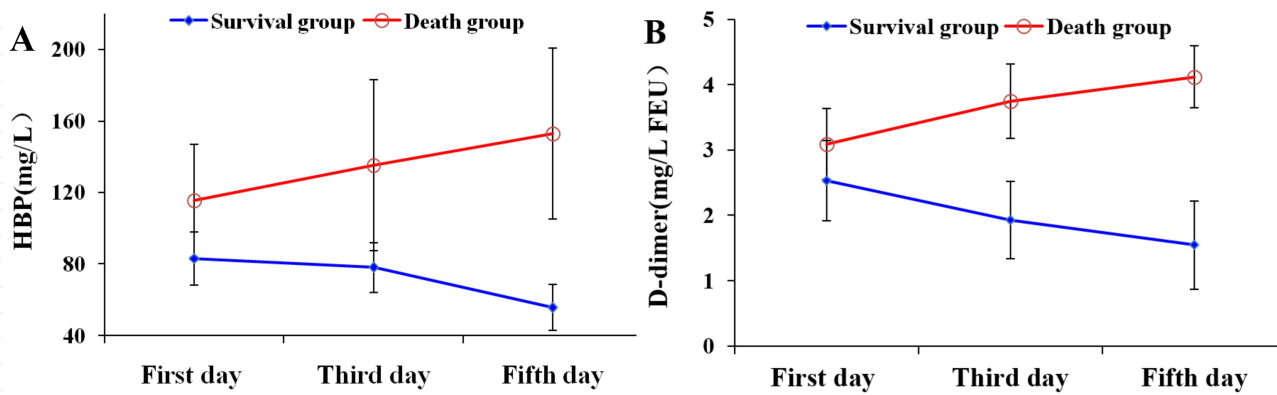 A
Survival group
Death group
HBP(mg/L）
200
160
120
80
40
First day
Third day
Fifth day
B
Survival group
Death group
D-dimer(mg/L FEU）
5
4
3
2
1
0
First day
Third day
Fifth day